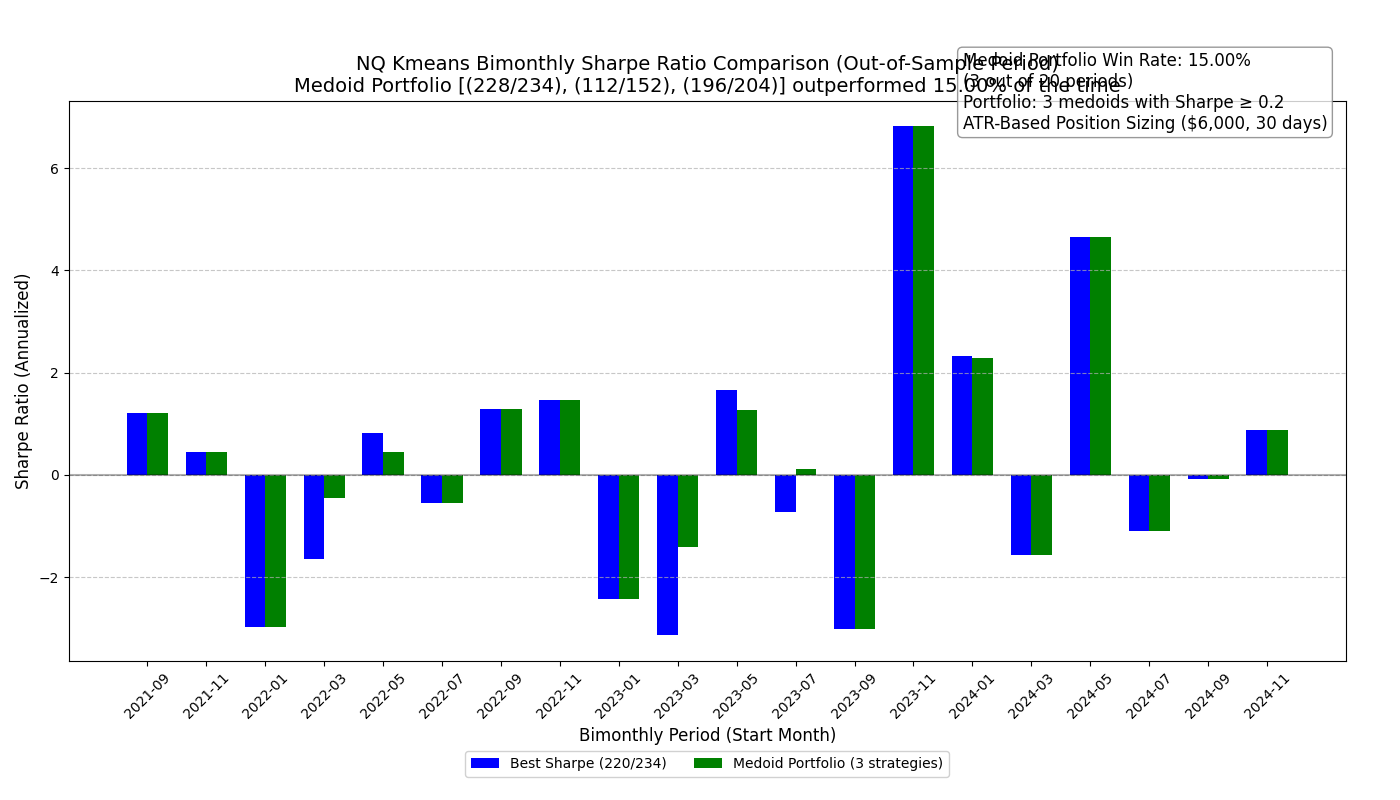 NQ Kmeans Bimonthly Sharpe Ratio Comparison (Out-of-Sample Period)
Medoid Portfolio [(228/234), (112/152), (196/204)] outperformed 15.00% of the time
Medoid Portfolio Win Rate: 15.00%
(3 out of 20 periods)
Portfolio: 3 medoids with Sharpe ≥ 0.2
ATR-Based Position Sizing ($6,000, 30 days)
Sharpe Ratio (Annualized)
6
4
2
0
−2
2021-09
2021-11
2022-01
2022-03
2022-05
2022-07
2022-09
2022-11
2023-01
2023-03
2023-05
2023-07
2023-09
2023-11
2024-01
2024-03
2024-05
2024-07
2024-09
2024-11
Bimonthly Period (Start Month)
Best Sharpe (220/234)
Medoid Portfolio (3 strategies)